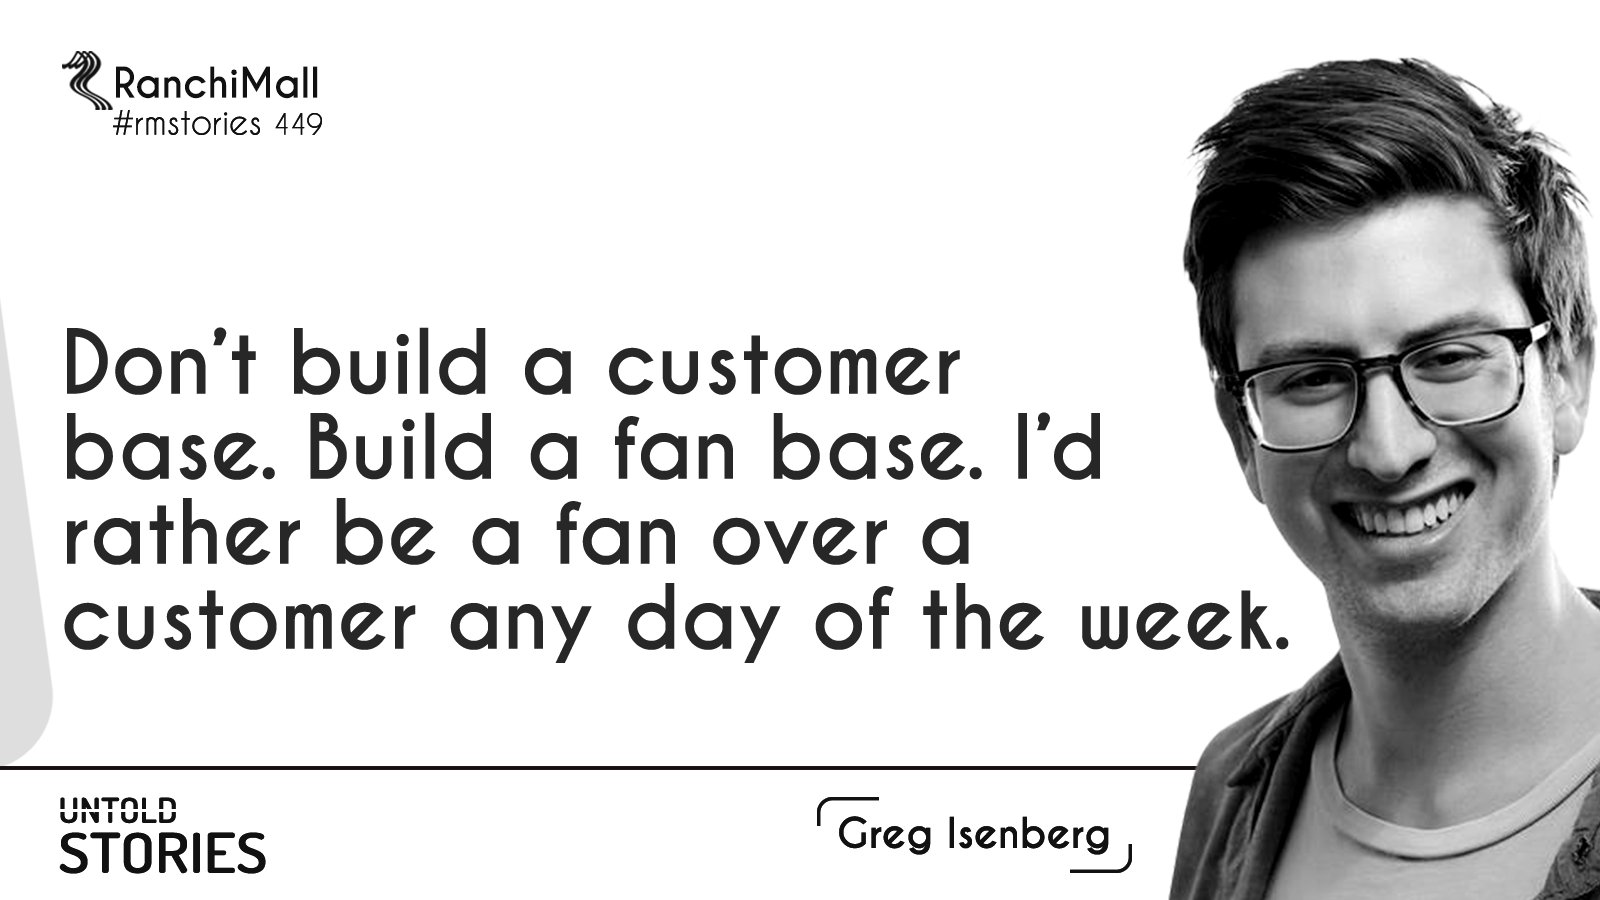 RanchiMall
#rmstories 449
Don't build a customer
base. Build a fan base. I'd
rather be a fan over a
customer any day of the week.
UNTOLD
STORIES
Greg Isenberg